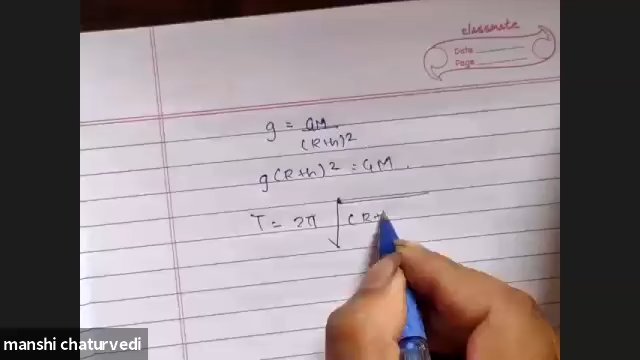 classmate
Date
Page
g = GM
(R+h)2
g(R+h)2 = GM.
T = 2π √ (R+
manshi chaturvedi